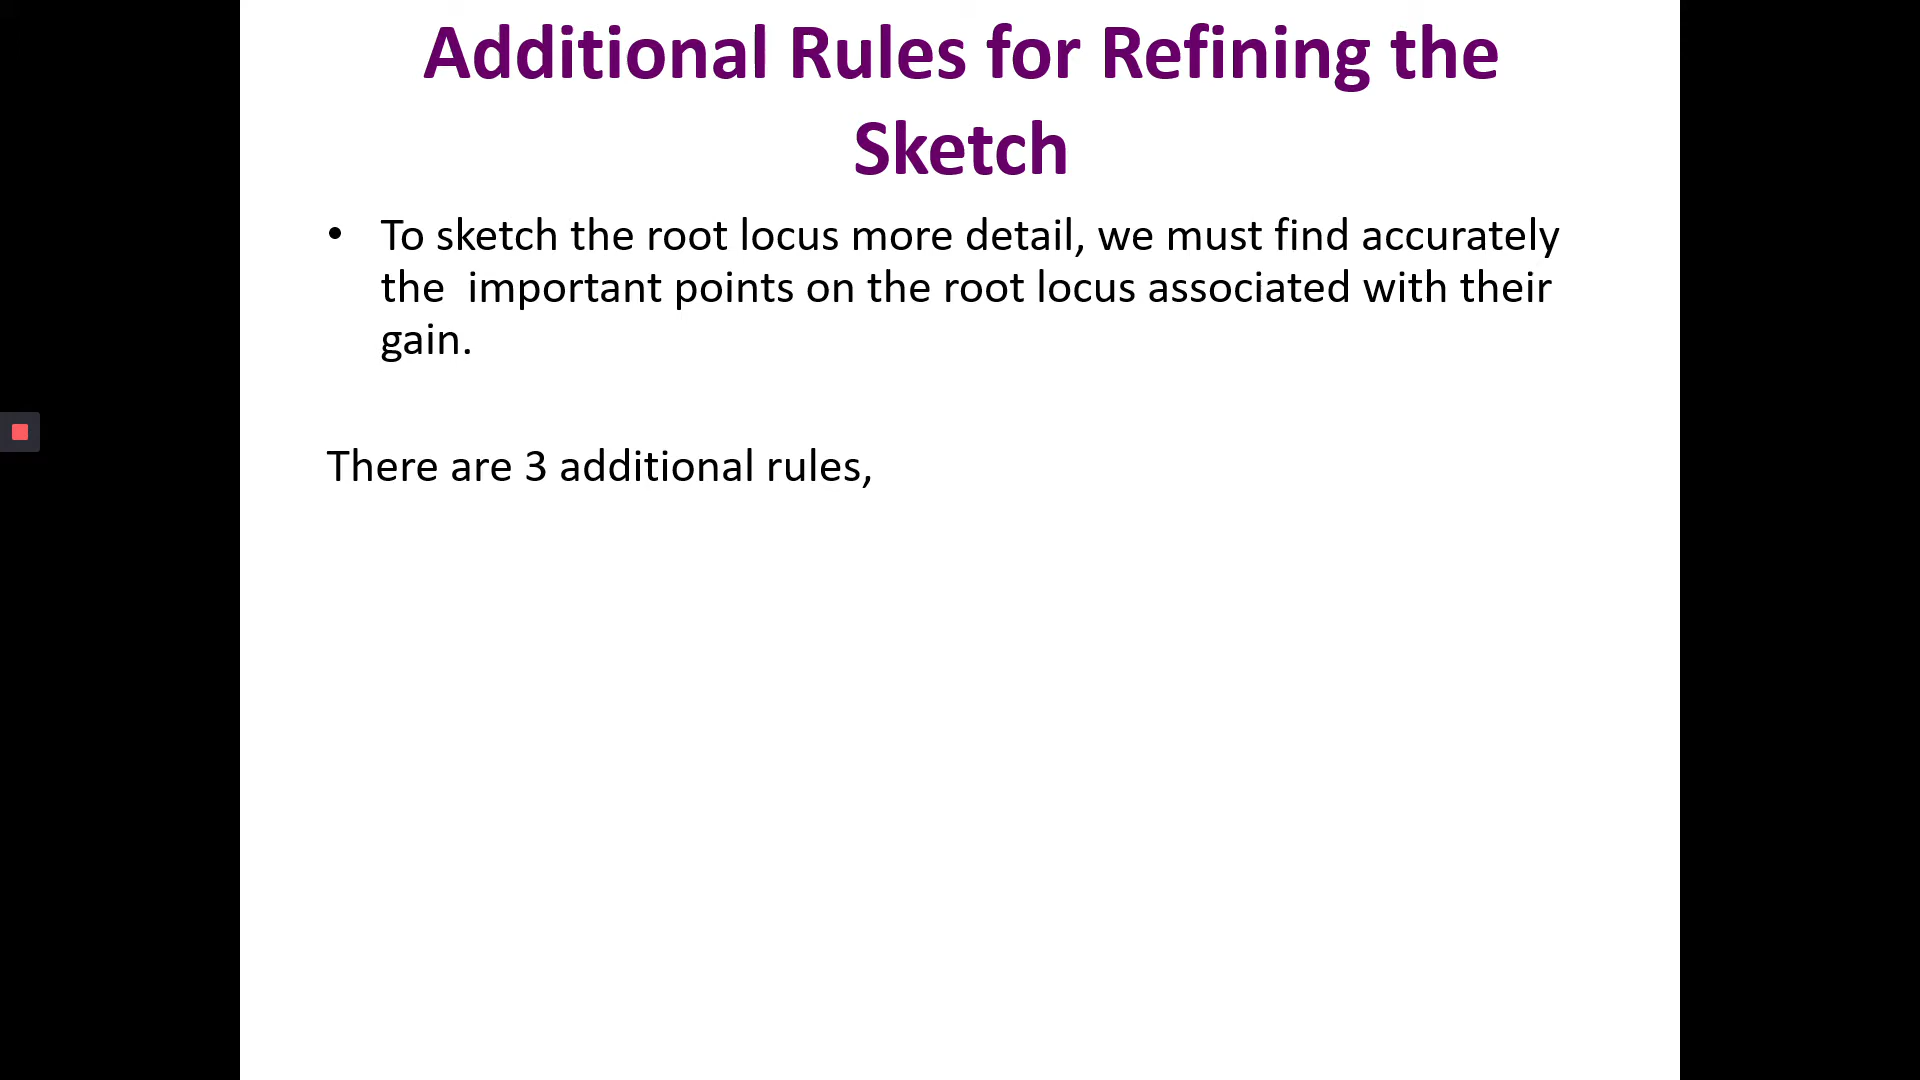 Additional Rules for Refining the
Sketch
• To sketch the root locus more detail, we must find accurately
the  important points on the root locus associated with their
gain.
There are 3 additional rules,